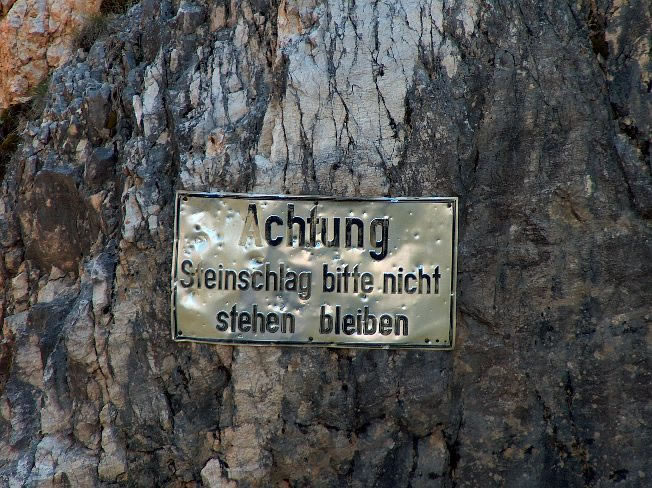 Achtung
Steinschlag bitte nicht
stehen bleiben